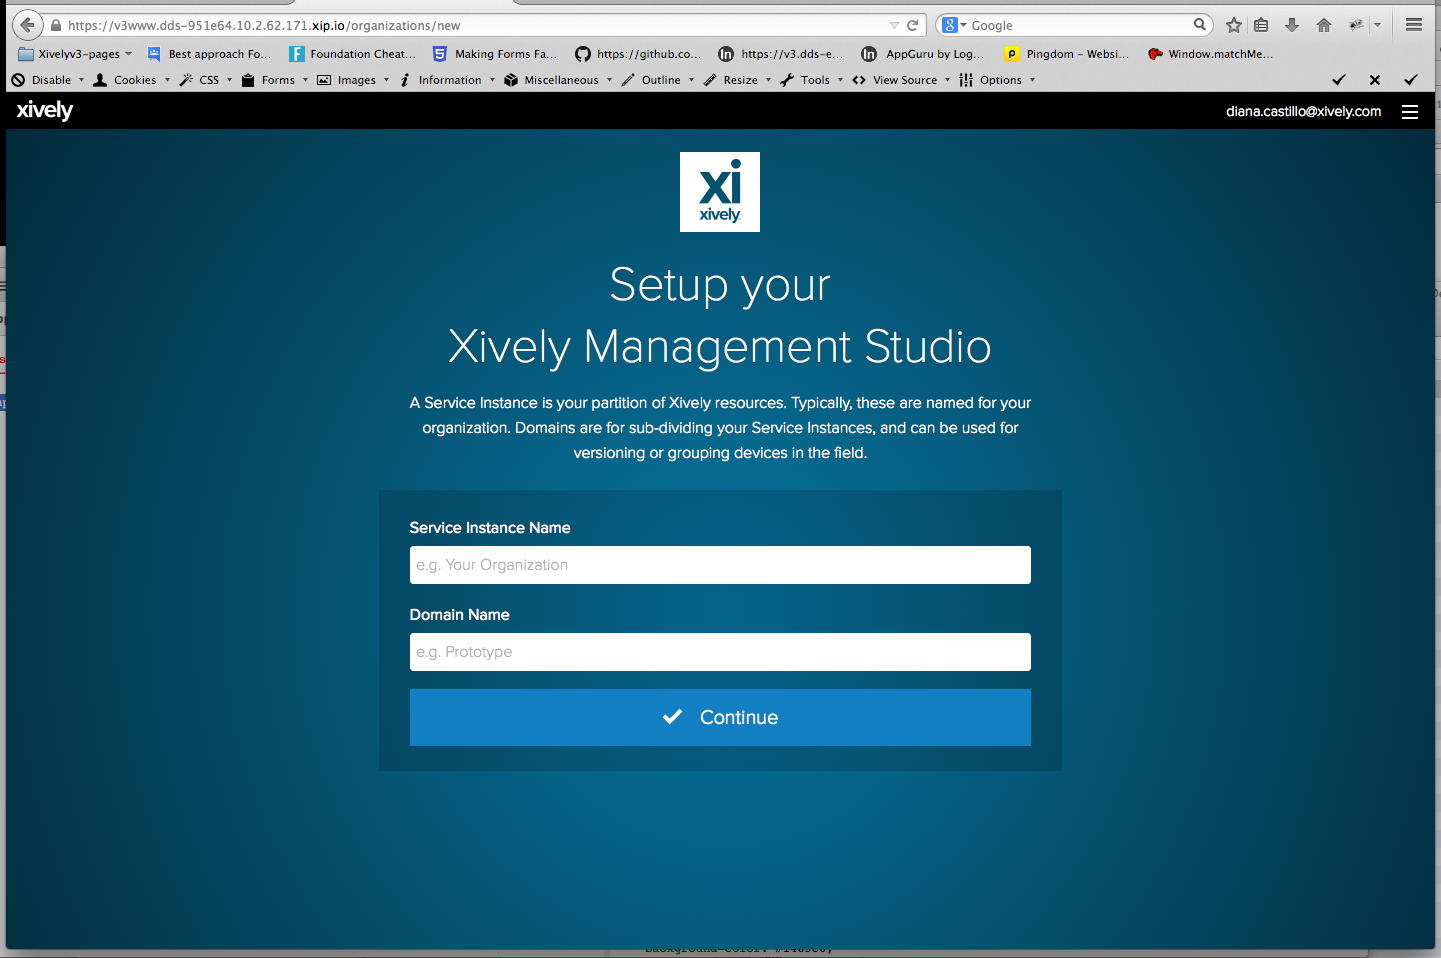 https://v3www.dds-951e64.10.2.62.171.xip.io/organizations/new
Google
Xivelyv3-pages
Best approach Fo...
Foundation Cheat...
Making Forms Fa...
https://github.co...
https://v3.dds-e...
AppGuru by Log...
Pingdom - Websi...
Window.matchMe...
Disable
Cookies
CSS
Forms
Images
Information
Miscellaneous
Outline
Resize
Tools
View Source
Options
xively
diana.castillo@xively.com
xi
xively
Setup your
Xively Management Studio
A Service Instance is your partition of Xively resources. Typically, these are named for your
organization. Domains are for sub-dividing your Service Instances, and can be used for
versioning or grouping devices in the field.
Service Instance Name
e.g. Your Organization
Domain Name
e.g. Prototype
Continue